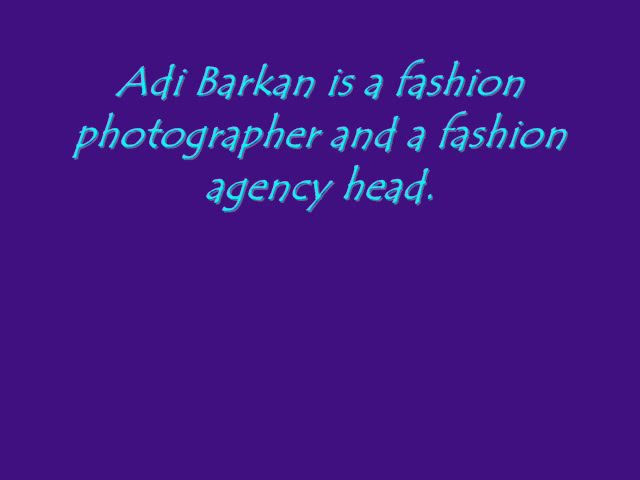 Adi Barkan is a fashion
photographer and a fashion
agency head.